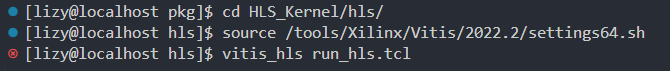 [lizy@localhost pkg]$ cd HLS_Kernel/hls/
[lizy@localhost hls]$ source /tools/Xilinx/Vitis/2022.2/settings64.sh
[lizy@localhost hls]$ vitis_hls run_hls.tcl